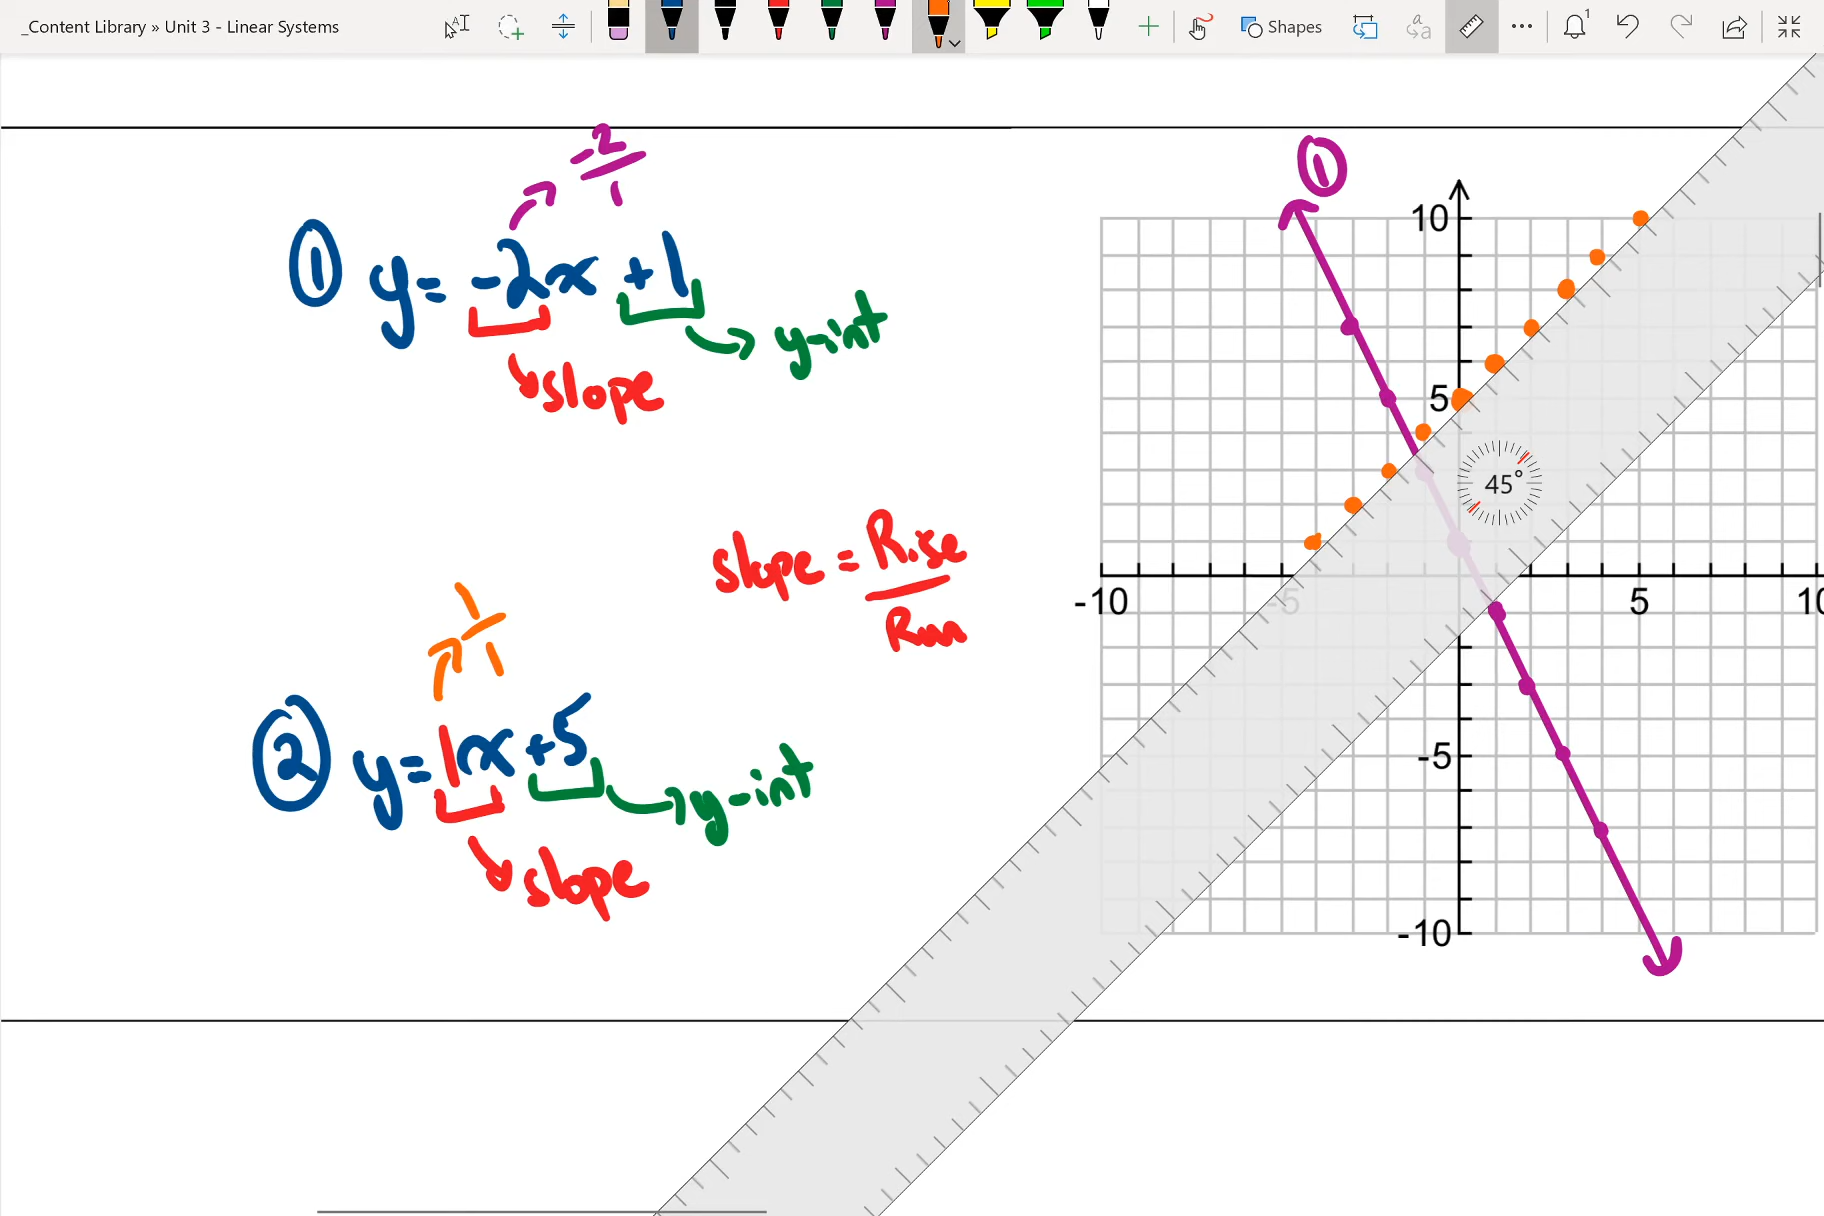 _Content Library » Unit 3 - Linear Systems
Shapes
-2
1
① y = -2x + 1
y-int
slope
slope = Rise
Run
1
1
② y = 1x + 5
y-int
slope
①
10
5
45°
-10
-5
5
10
-5
-10